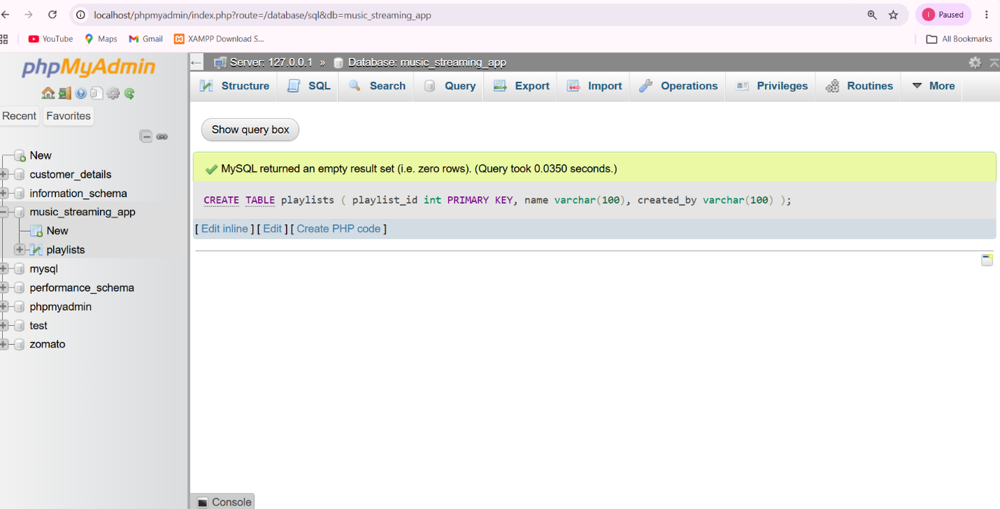 localhost/phpmyadmin/index.php?route=/database/sql&db=music_streaming_app
I Paused
YouTube Maps Gmail XAMPP Download S... All Bookmarks
phpMyAdmin
Recent Favorites
New
customer_details
information_schema
music_streaming_app
New
playlists
mysql
performance_schema
phpmyadmin
test
zomato
Server: 127.0.0.1 » Database: music_streaming_app
Structure SQL Search Query Export Import Operations Privileges Routines More
Show query box
MySQL returned an empty result set (i.e. zero rows). (Query took 0.0350 seconds.)
CREATE TABLE playlists ( playlist_id int PRIMARY KEY, name varchar(100), created_by varchar(100) );
[ Edit inline ] [ Edit ] [ Create PHP code ]
Console